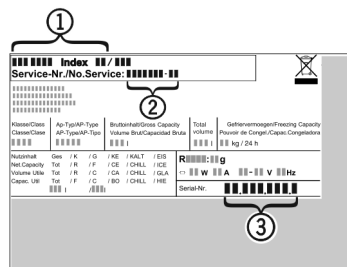 ①
Index /
Service-Nr./No.Service: -
②
Klasse/Class Ap-Typ/AP-Type Bruttoinhalt/Gross Capacity Total Gefriervermoegen/Freezing Capacity
Classe/Clase AP-Type/AP-Tipo Volume Brut/Capacidad Bruta volume Pouvoir de Congel./Capac.Congeladora
l l kg / 24 h
Nutzinhalt Ges / K / G / KE / KALT / EIS
Net.Capacity Tot / R / F / CE / CHILL / ICE
Volume Utile Tot / R / C / CA / CHILL / GLA
Capac. Util Tot / F / C / BO / CHILL / HIE
l / l
R : g
W A - V Hz
Serial-Nr. , , ,
③